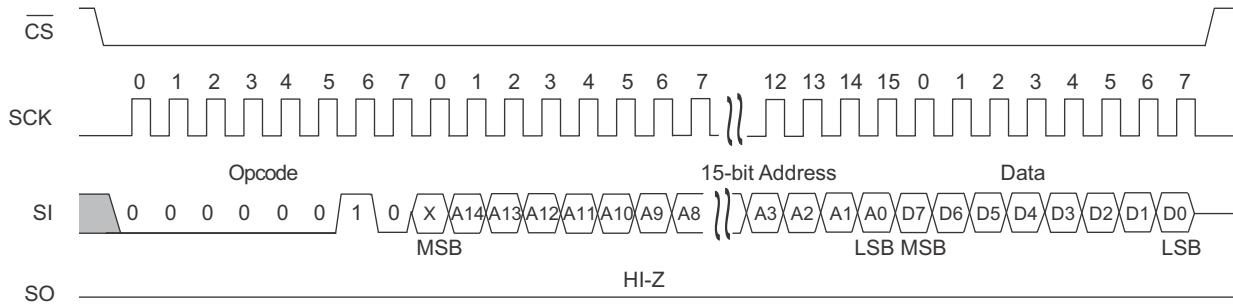 CS
0 1 2 3 4 5 6 7 0 1 2 3 4 5 6 7 12 13 14 15 0 1 2 3 4 5 6 7
SCK
Opcode 15-bit Address Data
SI 0 0 0 0 0 0 1 0 X A14 A13 A12 A11 A10 A9 A8 A3 A2 A1 A0 D7 D6 D5 D4 D3 D2 D1 D0
MSB LSB MSB LSB
HI-Z
SO